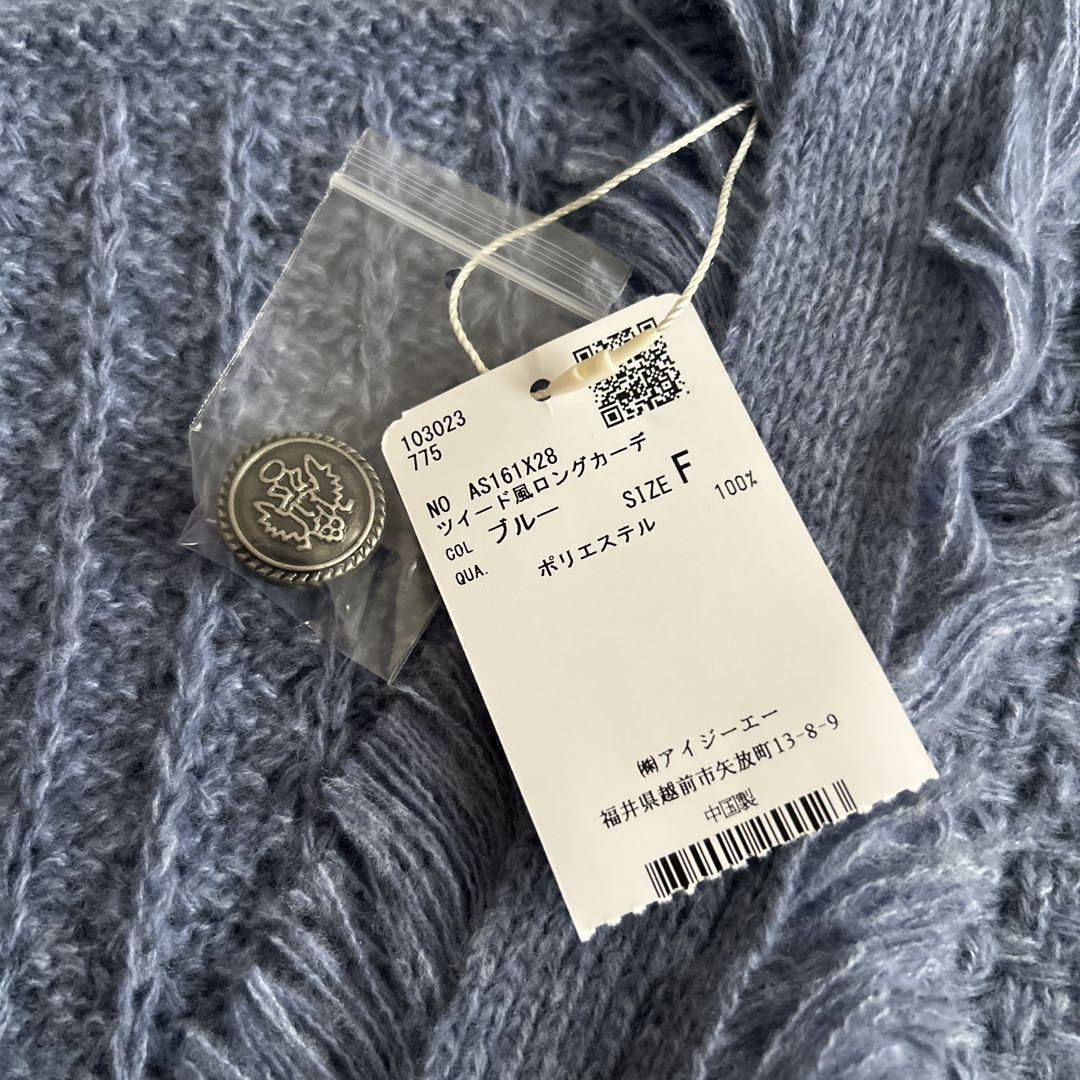 103023
775
NO AS161X28
ツイード風ロングカーデ
COL ブルー SIZE F
QUA. ポリエステル 100%
㈱アイジーエー
福井県越前市矢放町13-8-9
中国製